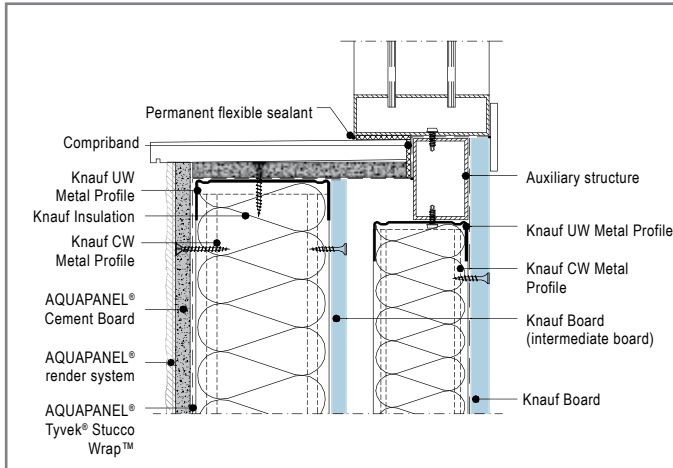 Permanent flexible sealant
Compriband
Knauf UW
Metal Profile
Knauf Insulation
Knauf CW
Metal Profile
AQUAPANEL®
Cement Board
AQUAPANEL®
render system
AQUAPANEL®
Tyvek® Stucco
Wrap™
Auxiliary structure
Knauf UW Metal Profile
Knauf CW Metal
Profile
Knauf Board
(intermediate board)
Knauf Board